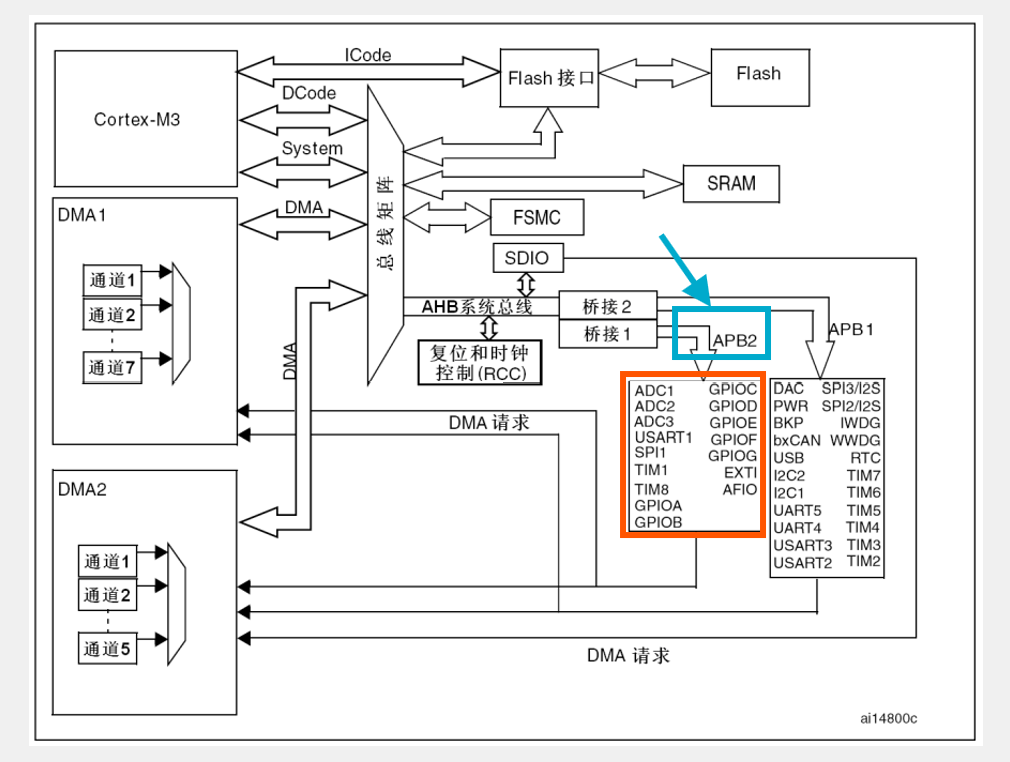 ICode
Cortex-M3
Flash 接口
Flash
DCode
System
总线矩阵
SRAM
DMA1
DMA
FSMC
SDIO
通道1
通道2
通道7
AHB系统总线
桥接2
桥接1
APB2
APB1
复位和时钟
控制(RCC)
DMA
ADC1 GPIOC
ADC2 GPIOD
ADC3 GPIOE
USART1 GPIOF
SPI1 GPIOG
TIM1 EXTI
TIM8 AFIO
GPIOA
GPIOB
DAC SPI3/I2S
PWR SPI2/I2S
BKP IWDG
bxCAN WWDG
USB RTC
I2C2 TIM7
I2C1 TIM6
UART5 TIM5
UART4 TIM4
USART3 TIM3
USART2 TIM2
DMA 请求
DMA2
通道1
通道2
通道5
DMA 请求
ai14800c